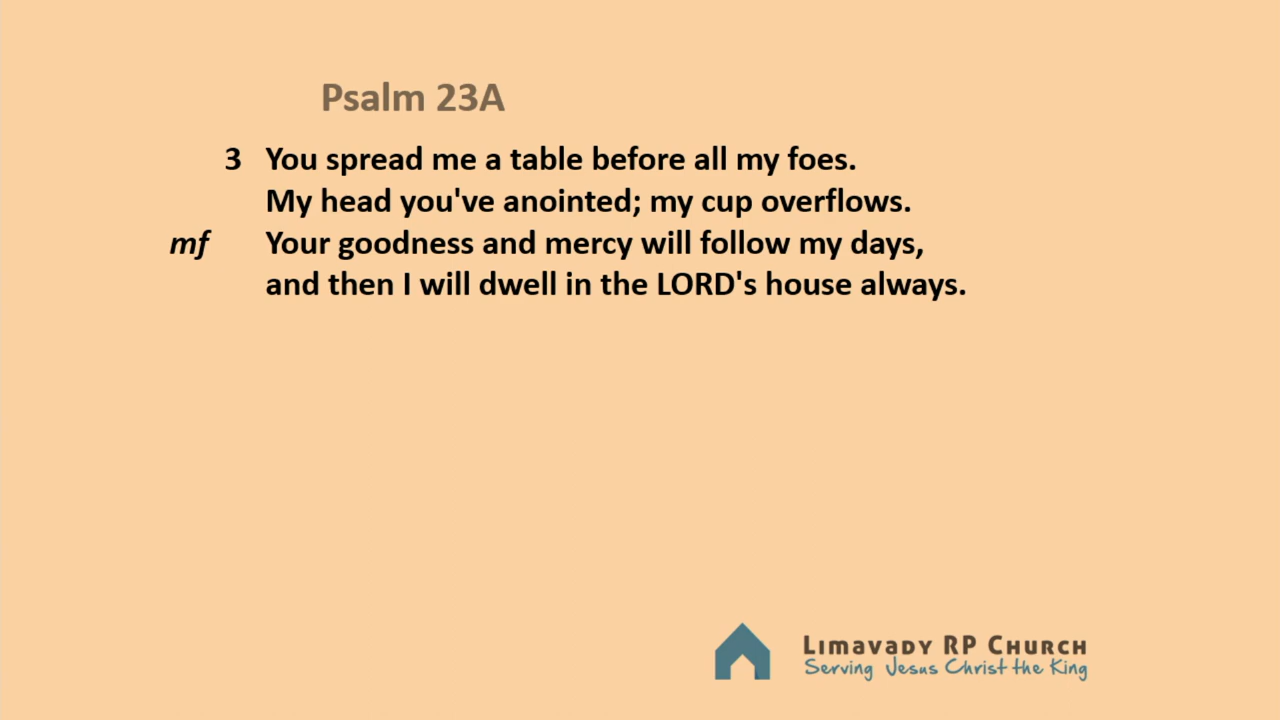 Psalm 23A
3 You spread me a table before all my foes.
My head you've anointed; my cup overflows.
mf Your goodness and mercy will follow my days,
and then I will dwell in the LORD's house always.
Limavady RP Church
Serving Jesus Christ the King